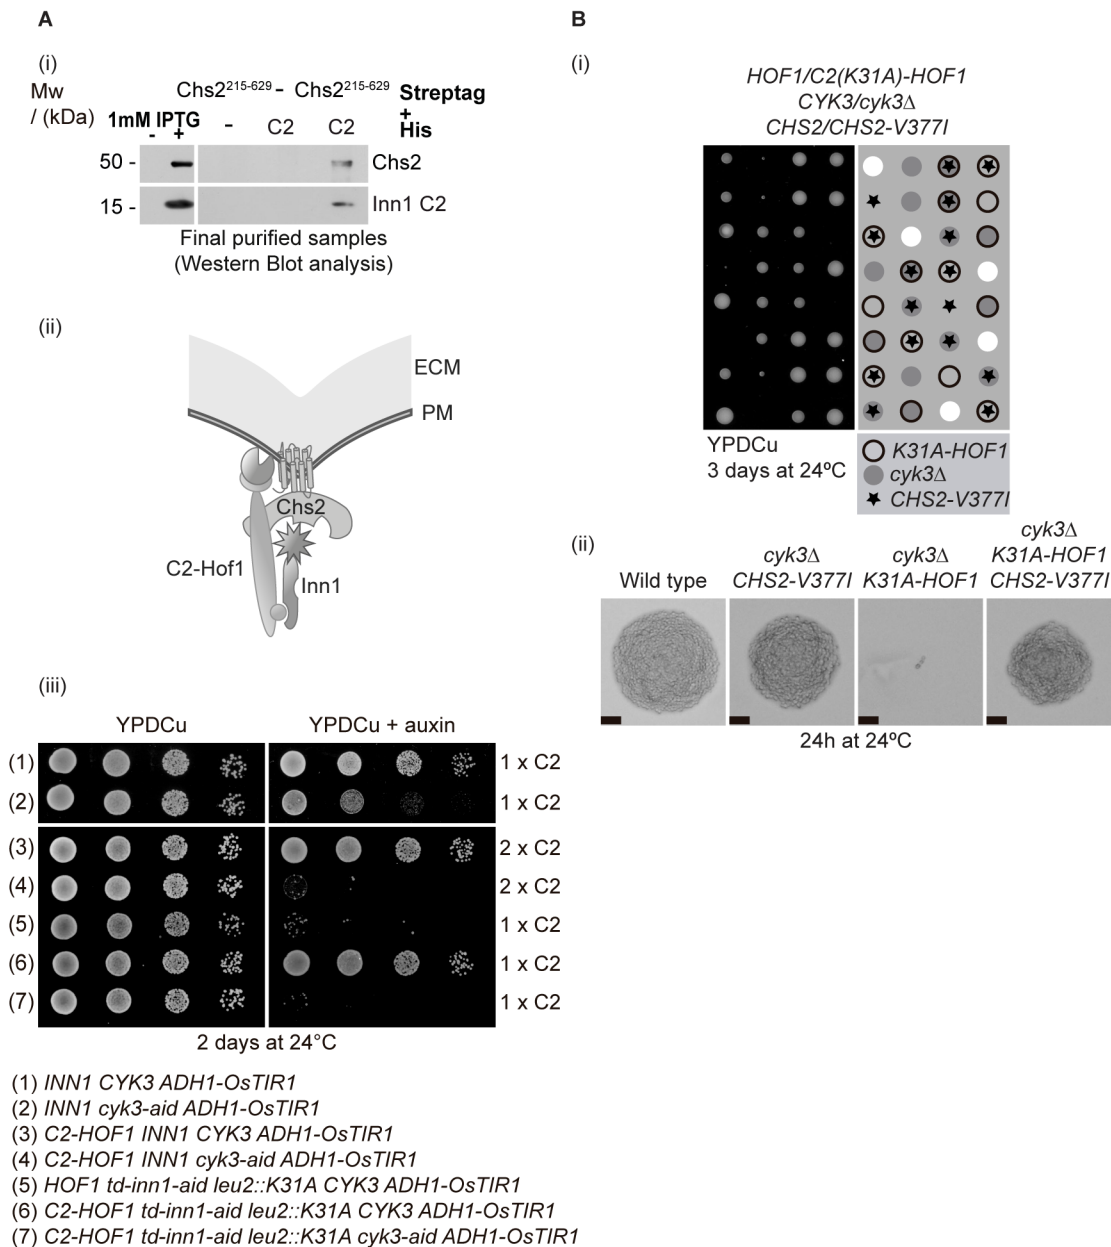 A
(i)
Mw
/ (kDa)
Chs2²¹⁵⁻⁶²⁹ - Chs2²¹⁵⁻⁶²⁹ Streptag
+
His
1mM IPTG
- + - C2 C2
50 - Chs2
15 - Inn1 C2
Final purified samples
(Western Blot analysis)
(ii)
ECM
PM
Chs2
C2-Hof1
Inn1
(iii)
YPDCu YPDCu + auxin
(1) 1 x C2
(2) 1 x C2
(3) 2 x C2
(4) 2 x C2
(5) 1 x C2
(6) 1 x C2
(7) 1 x C2
2 days at 24°C
(1) INN1 CYK3 ADH1-OsTIR1
(2) INN1 cyk3-aid ADH1-OsTIR1
(3) C2-HOF1 INN1 CYK3 ADH1-OsTIR1
(4) C2-HOF1 INN1 cyk3-aid ADH1-OsTIR1
(5) HOF1 td-inn1-aid leu2::K31A CYK3 ADH1-OsTIR1
(6) C2-HOF1 td-inn1-aid leu2::K31A CYK3 ADH1-OsTIR1
(7) C2-HOF1 td-inn1-aid leu2::K31A cyk3-aid ADH1-OsTIR1
B
(i)
HOF1/C2(K31A)-HOF1
CYK3/cyk3Δ
CHS2/CHS2-V377I
YPDCu
3 days at 24ºC
K31A-HOF1
cyk3Δ
CHS2-V377I
(ii)
Wild type
cyk3Δ
CHS2-V377I
cyk3Δ
K31A-HOF1
cyk3Δ
K31A-HOF1
CHS2-V377I
24h at 24ºC